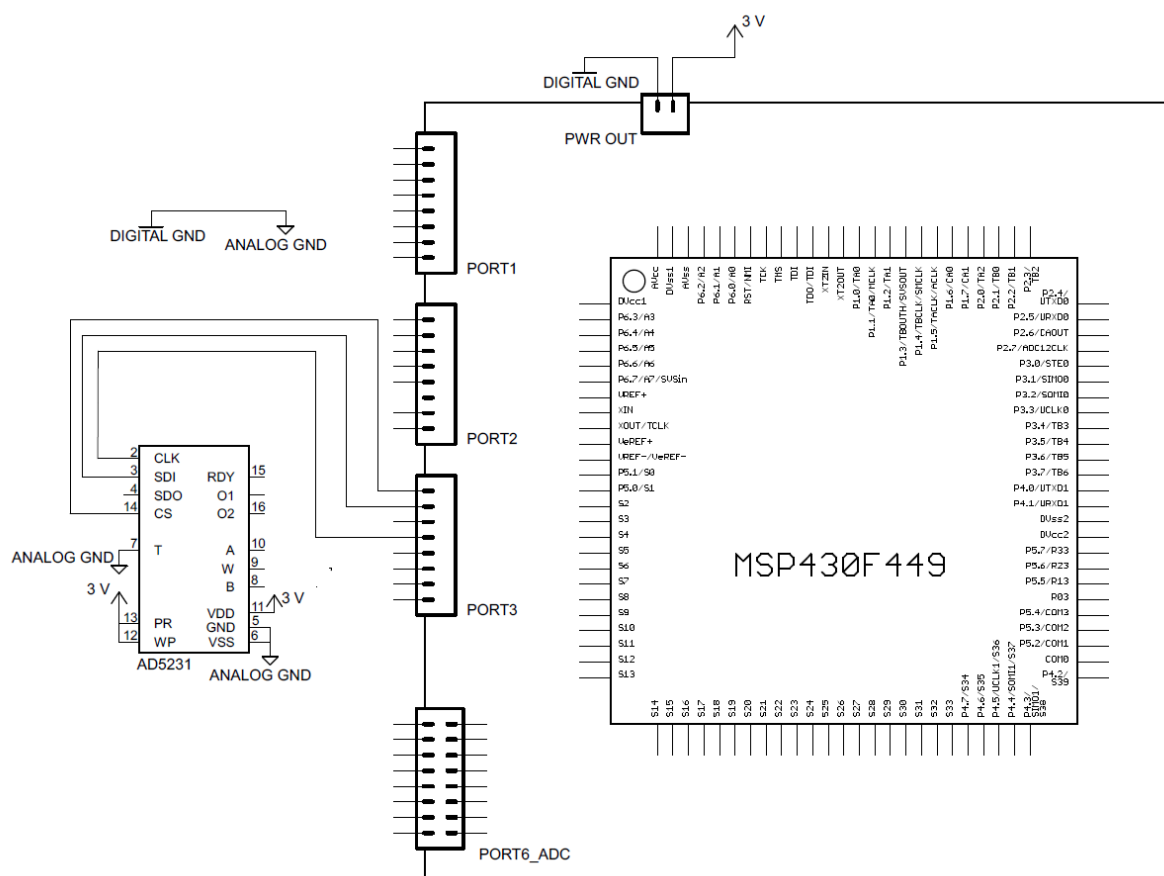 3 V
DIGITAL GND
PWR OUT
DIGITAL GND
ANALOG GND
PORT1
PORT2
PORT3
PORT6_ADC
2
CLK
3
SDI
RDY
15
4
SDO
O1
14
CS
O2
16
ANALOG GND
7
T
A
10
W
9
B
8
3 V
3 V
VDD
11
13
PR
GND
5
12
WP
VSS
6
AD5231
ANALOG GND
MSP430F449
AVcc
DVss1
AVss
P6.2/A2
P6.1/A1
P6.0/A0
RST/NMI
TCK
TMS
TDI
TDO/TDI
XT2IN
XT2OUT
P1.0/TA0
P1.1/TA0/MCLK
P1.2/TA1
P1.3/TBOUTH/SVSOUT
P1.4/TBCLK/SMCLK
P1.5/TACLK/ACLK
P1.6/CA0
P1.7/CA1
P2.0/TA2
P2.1/TB0
P2.2/TB1
P2.3/
TB2
DVcc1
P6.3/A3
P6.4/A4
P6.5/A5
P6.6/A6
P6.7/A7/SVSin
VREF+
XIN
XOUT/TCLK
VeREF+
VREF-/VeREF-
P5.1/S0
P5.0/S1
S2
S3
S4
S5
S6
S7
S8
S9
S10
S11
S12
S13
P2.4/
UTXD0
P2.5/URXD0
P2.6/CAOUT
P2.7/ADC12CLK
P3.0/STE0
P3.1/SIMO0
P3.2/SOMI0
P3.3/UCLK0
P3.4/TB3
P3.5/TB4
P3.6/TB5
P3.7/TB6
P4.0/UTXD1
P4.1/URXD1
DVss2
DVcc2
P5.7/R33
P5.6/R23
P5.5/R13
R03
P5.4/COM3
P5.3/COM2
P5.2/COM1
COM0
P4.2/
S39
S14
S15
S16
S17
S18
S19
S20
S21
S22
S23
S24
S25
S26
S27
S28
S29
S30
S31
S32
S33
P4.7/S34
P4.6/S35
P4.5/UCLK1/S36
P4.4/SOMI1/S37
P4.3/
SIMO1/
S38